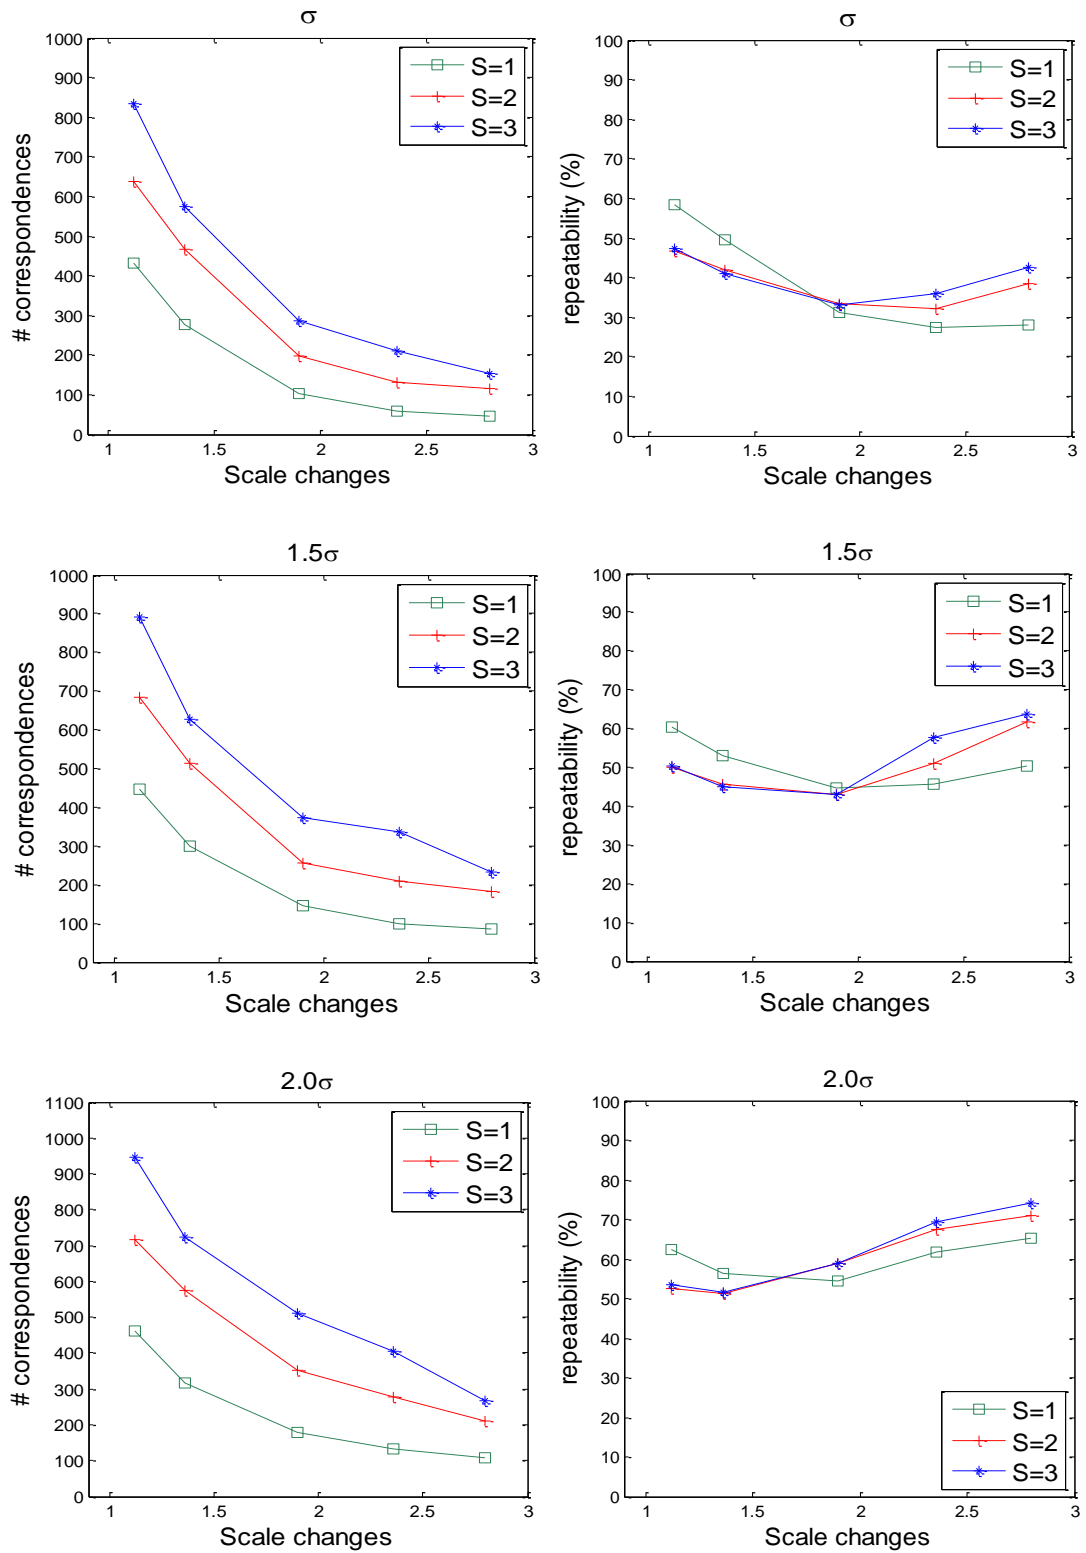 σ
1000
900
800
700
600
500
400
300
200
100
0
1
1.5
2
2.5
3
# correspondences
Scale changes
S=1
S=2
S=3
σ
100
90
80
70
60
50
40
30
20
10
0
1
1.5
2
2.5
3
repeatability (%)
Scale changes
S=1
S=2
S=3
1.5σ
1000
900
800
700
600
500
400
300
200
100
0
1
1.5
2
2.5
3
# correspondences
Scale changes
S=1
S=2
S=3
1.5σ
100
90
80
70
60
50
40
30
20
10
0
1
1.5
2
2.5
3
repeatability (%)
Scale changes
S=1
S=2
S=3
2.0σ
1100
1000
900
800
700
600
500
400
300
200
100
0
1
1.5
2
2.5
3
# correspondences
Scale changes
S=1
S=2
S=3
2.0σ
100
90
80
70
60
50
40
30
20
10
0
1
1.5
2
2.5
3
repeatability (%)
Scale changes
S=1
S=2
S=3